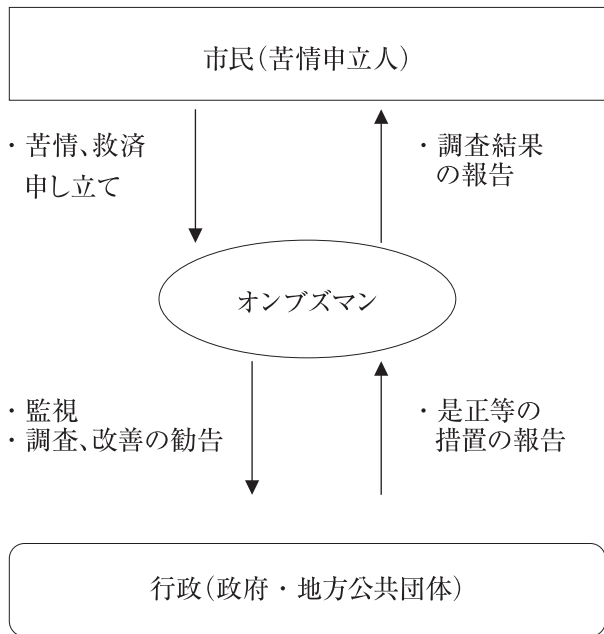 市民（苦情申立人）
・苦情、救済
申し立て
・調査結果
の報告
オンブズマン
・監視
・調査、改善の勧告
・是正等の
措置の報告
行政（政府・地方公共団体）